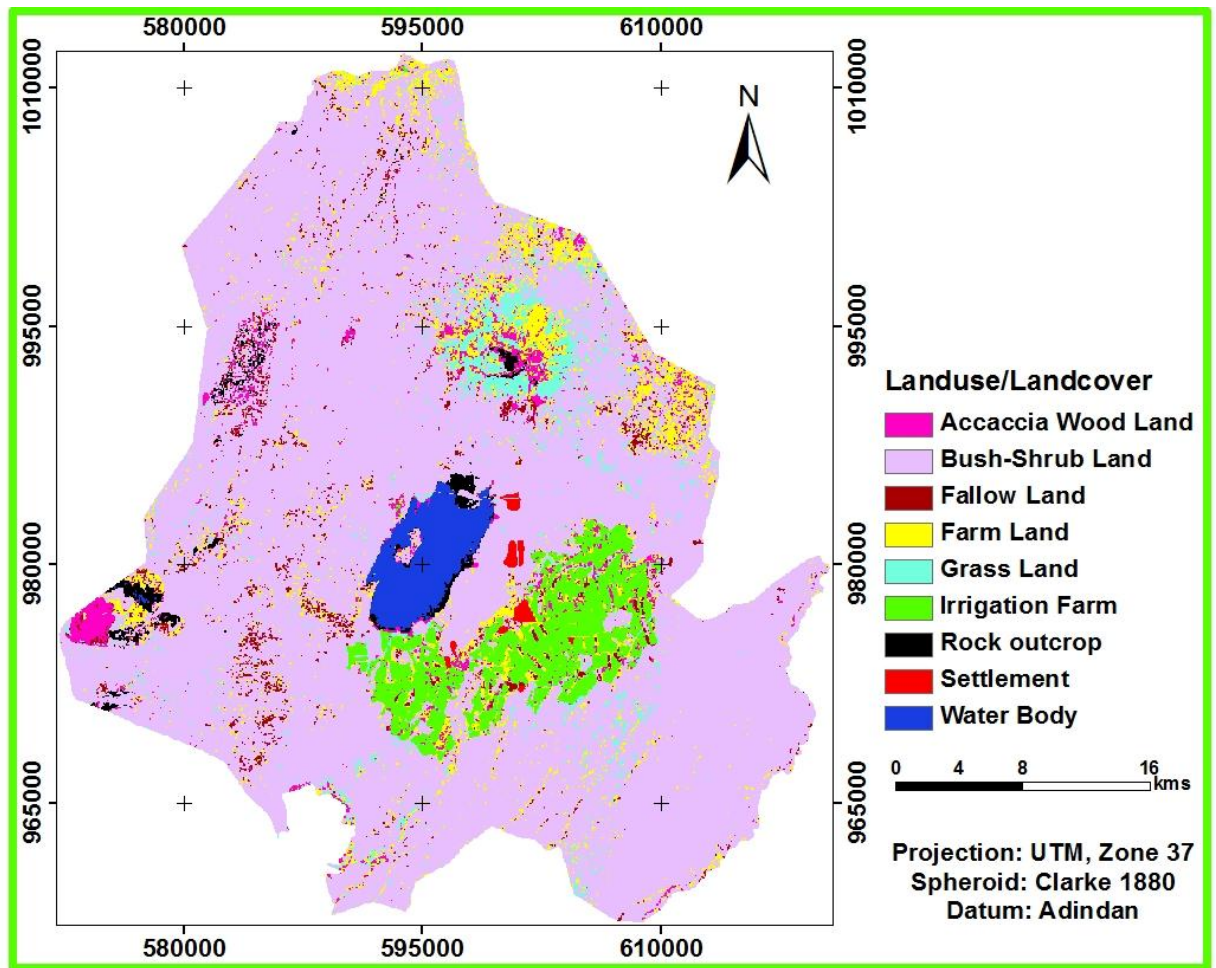 580000 595000 610000
1010000 1010000
N
995000 995000
Landuse/Landcover
Accaccia Wood Land
Bush-Shrub Land
Fallow Land
Farm Land
980000 980000
Grass Land
Irrigation Farm
Rock outcrop
Settlement
Water Body
0 4 8 16
kms
965000 965000
Projection: UTM, Zone 37
Spheroid: Clarke 1880
Datum: Adindan
580000 595000 610000